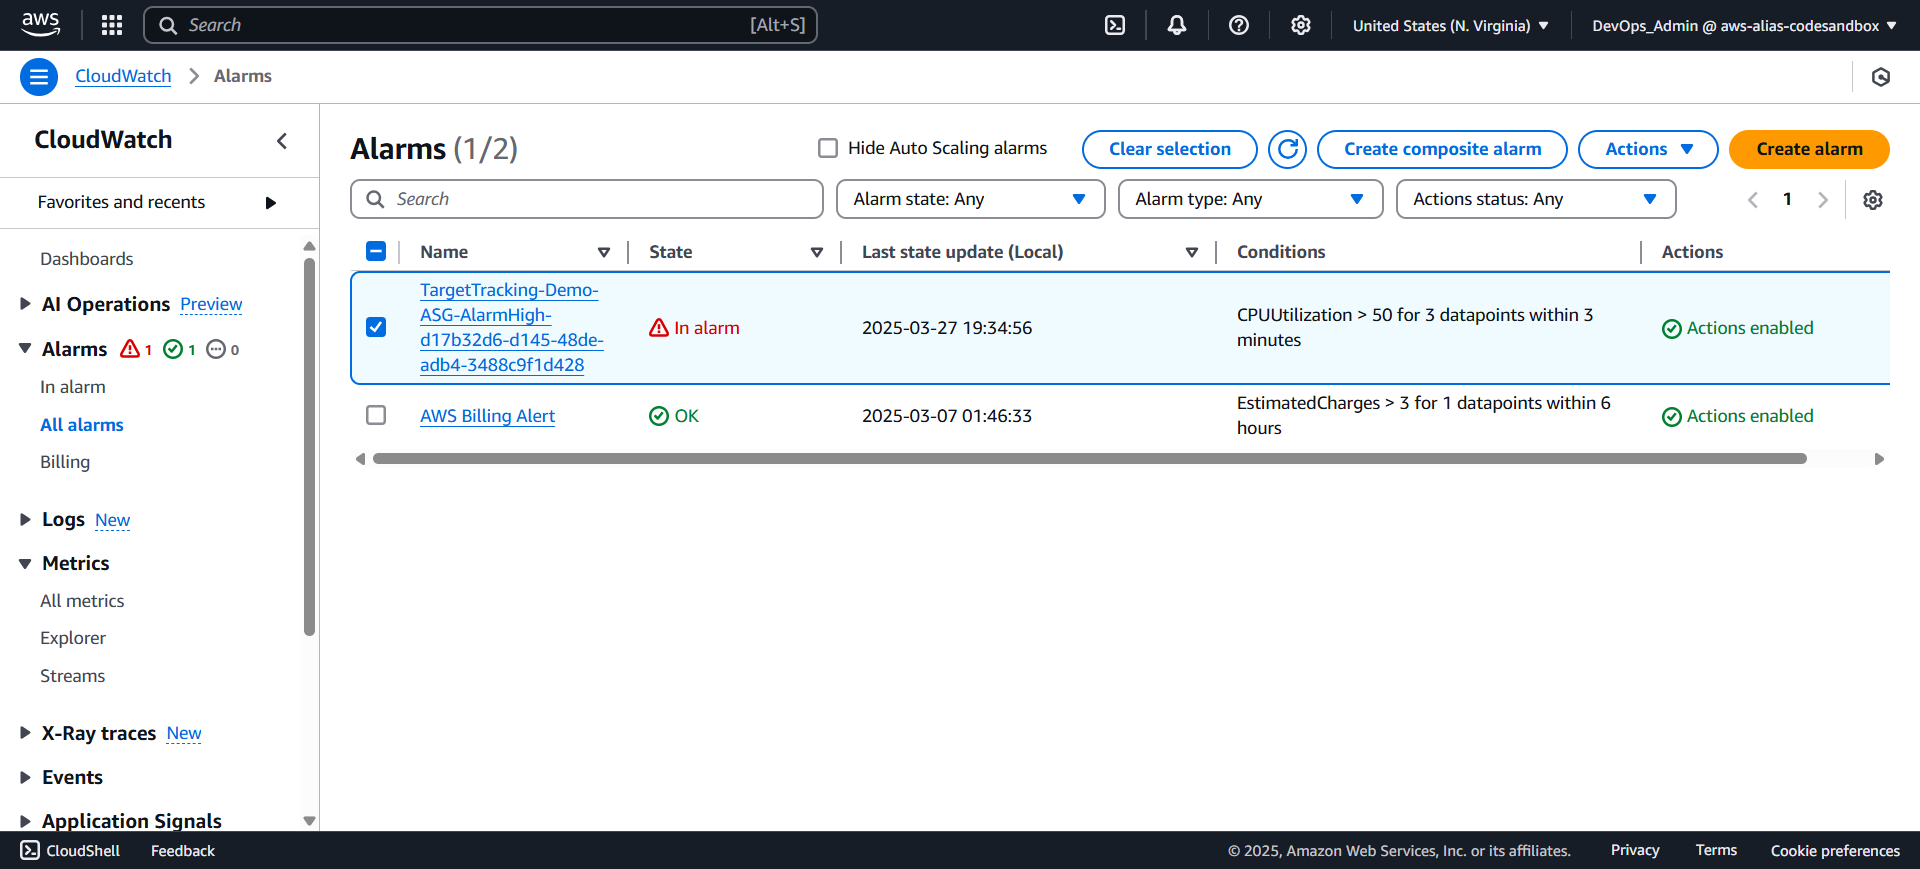 aws
Search [Alt+S]
United States (N. Virginia)
DevOps_Admin @ aws-alias-codesandbox
CloudWatch
Alarms
CloudWatch
Favorites and recents
Dashboards
AI Operations Preview
Alarms 1 1 0
In alarm
All alarms
Billing
Logs New
Metrics
All metrics
Explorer
Streams
X-Ray traces New
Events
Application Signals
Alarms (1/2)
Hide Auto Scaling alarms
Clear selection
Create composite alarm
Actions
Create alarm
Search
Alarm state: Any
Alarm type: Any
Actions status: Any
1
Name State Last state update (Local) Conditions Actions
TargetTracking-Demo-
ASG-AlarmHigh-
d17b32d6-d145-48de-
adb4-3488c9f1d428
In alarm
2025-03-27 19:34:56
CPUUtilization > 50 for 3 datapoints within 3
minutes
Actions enabled
AWS Billing Alert
OK
2025-03-07 01:46:33
EstimatedCharges > 3 for 1 datapoints within 6
hours
Actions enabled
CloudShell
Feedback
© 2025, Amazon Web Services, Inc. or its affiliates.
Privacy
Terms
Cookie preferences